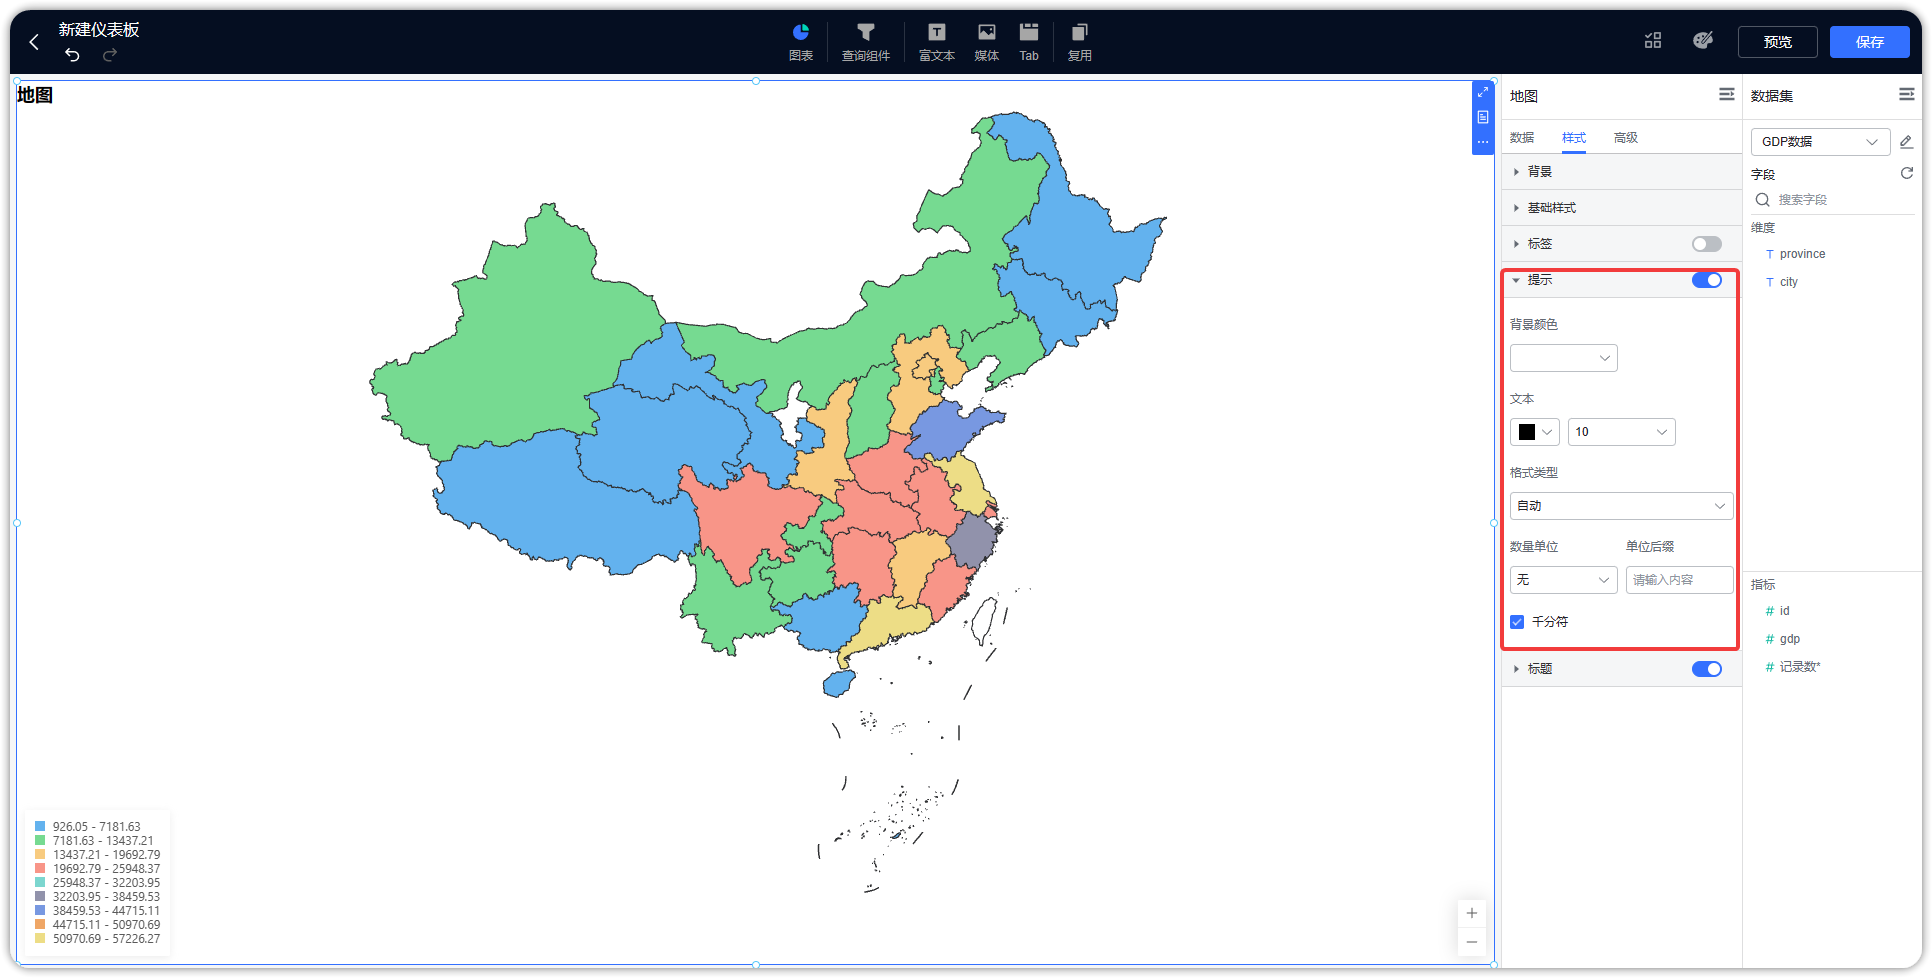 新建仪表板
图表
查询组件
富文本
媒体
Tab
复用
预览
保存
地图
926.05 - 7181.63
7181.63 - 13437.21
13437.21 - 19692.79
19692.79 - 25948.37
25948.37 - 32203.95
32203.95 - 38459.53
38459.53 - 44715.11
44715.11 - 50970.69
50970.69 - 57226.27
地图
数据 样式 高级
背景
基础样式
标签
提示
背景颜色
文本
10
格式类型
自动
数量单位 单位后缀
无 请输入内容
千分符
标题
数据集
GDP数据
字段
搜索字段
维度
T province
T city
指标
# id
# gdp
# 记录数*